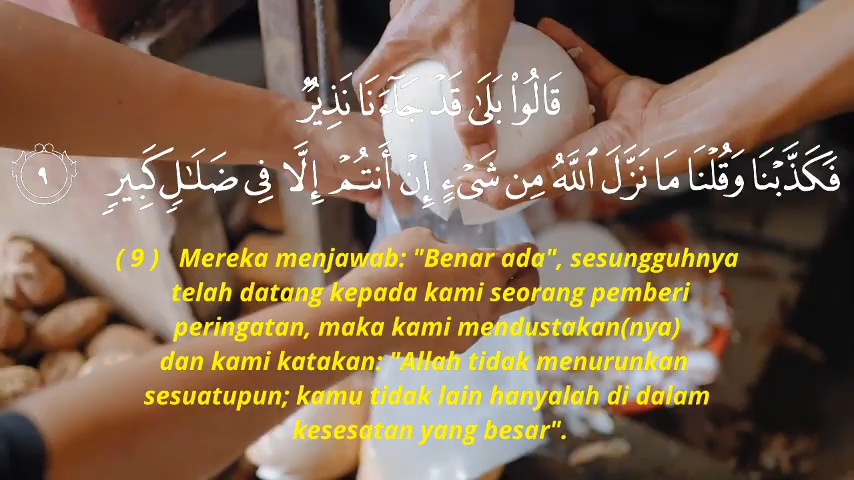 قَالُوا۟ بَلَىٰ قَدْ جَآءَنَا نَذِيرٌ
فَكَذَّبْنَا وَقُلْنَا مَا نَزَّلَ ٱللَّهُ مِن شَىْءٍ إِنْ أَنتُمْ إِلَّا فِى ضَلَـٰلٍ كَبِيرٍ ٩
( 9 ) Mereka menjawab: "Benar ada", sesungguhnya
telah datang kepada kami seorang pemberi
peringatan, maka kami mendustakan(nya)
dan kami katakan: "Allah tidak menurunkan
sesuatupun; kamu tidak lain hanyalah di dalam
kesesatan yang besar".